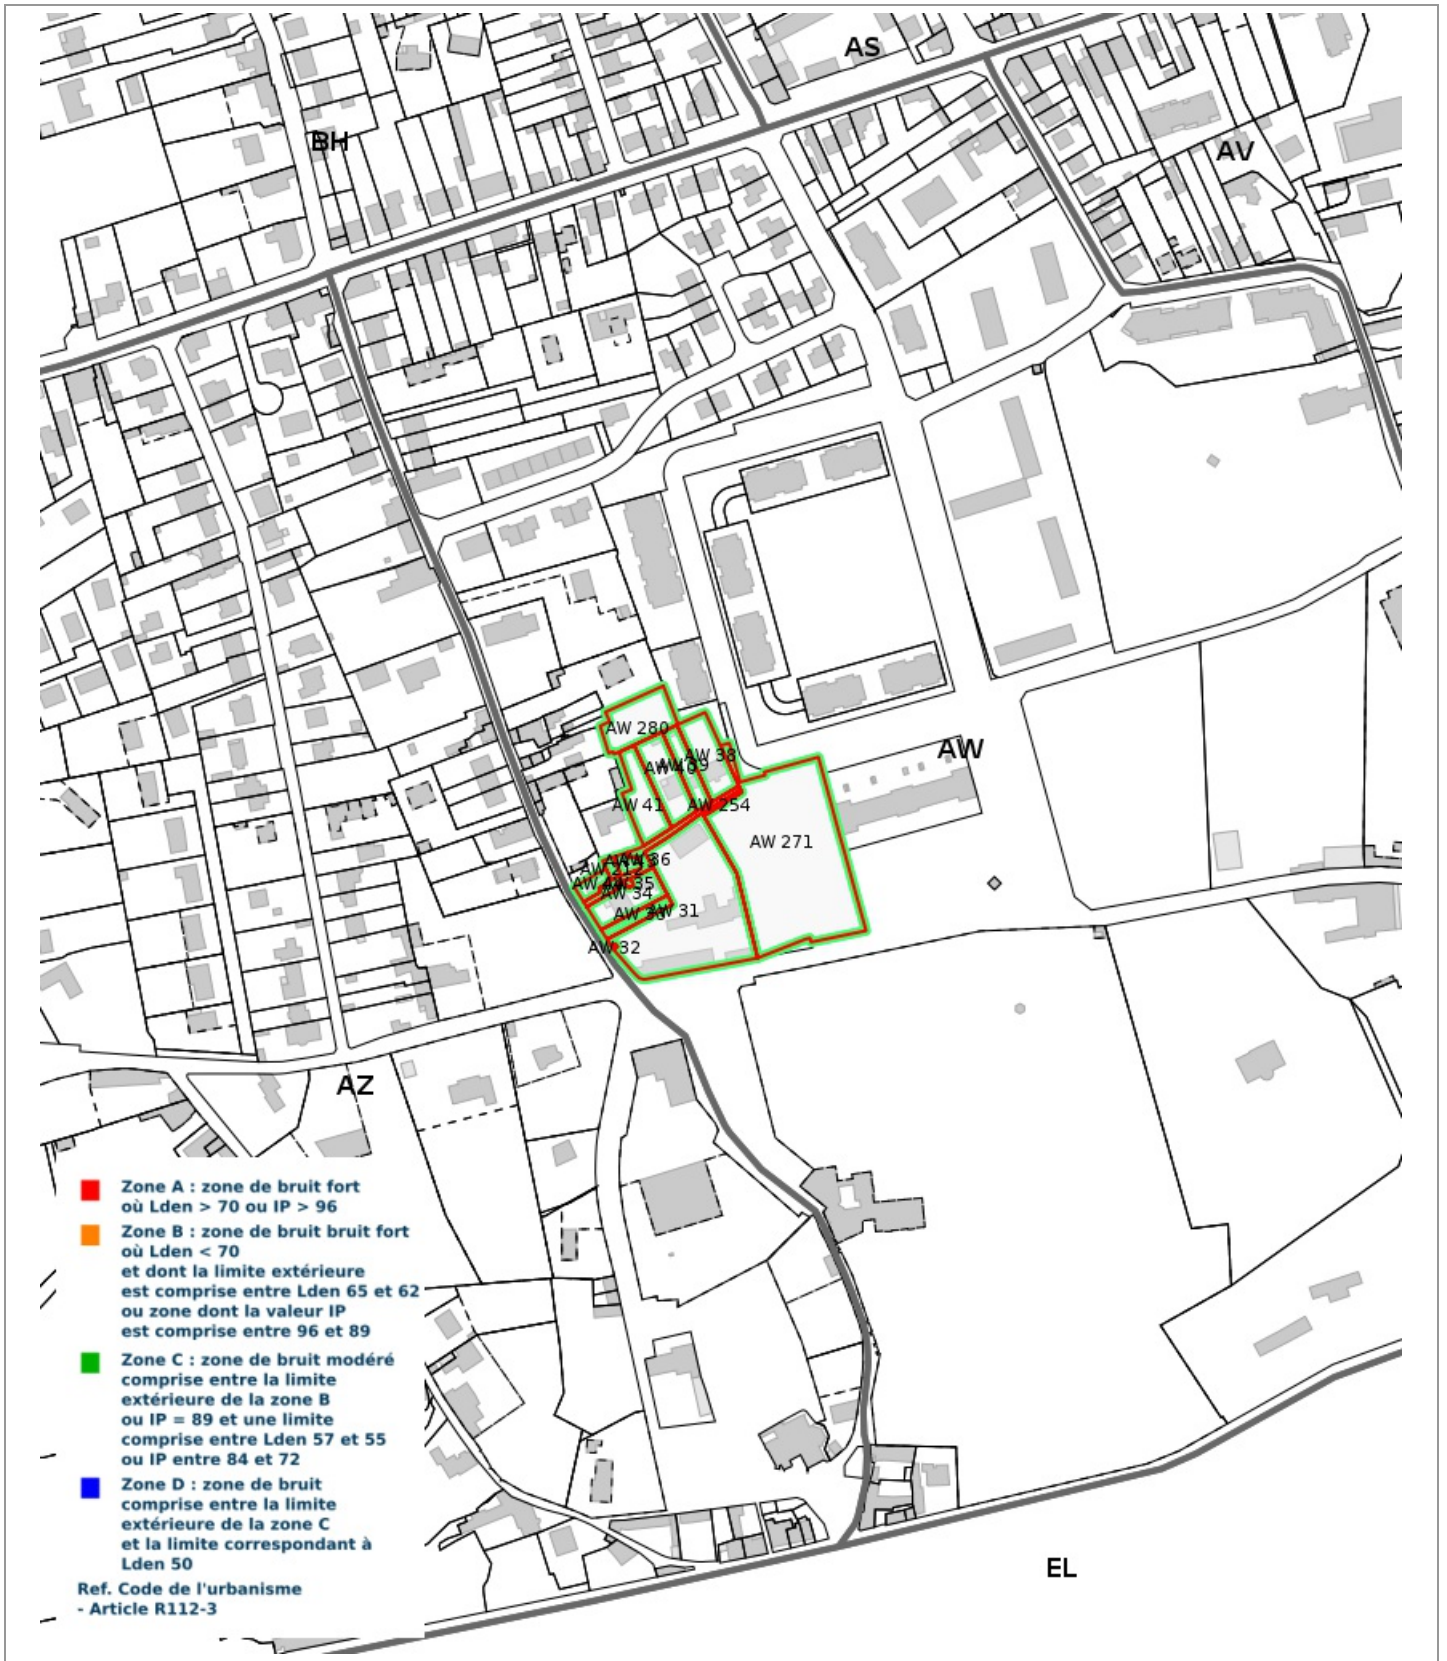 AS
BH
AV
AW 280
AW
AW 38
AW 40
AW 41
AW 254
AW 271
AW 36
AW 35
AW 34
AW 31
AW 32
AZ
Zone A : zone de bruit fort
où Lden > 70 ou IP > 96
Zone B : zone de bruit bruit fort
où Lden < 70
et dont la limite extérieure
est comprise entre Lden 65 et 62
ou zone dont la valeur IP
est comprise entre 96 et 89
Zone C : zone de bruit modéré
comprise entre la limite
extérieure de la zone B
ou IP = 89 et une limite
comprise entre Lden 57 et 55
ou IP entre 84 et 72
Zone D : zone de bruit
comprise entre la limite
extérieure de la zone C
et la limite correspondant à
Lden 50
Ref. Code de l'urbanisme
- Article R112-3
EL